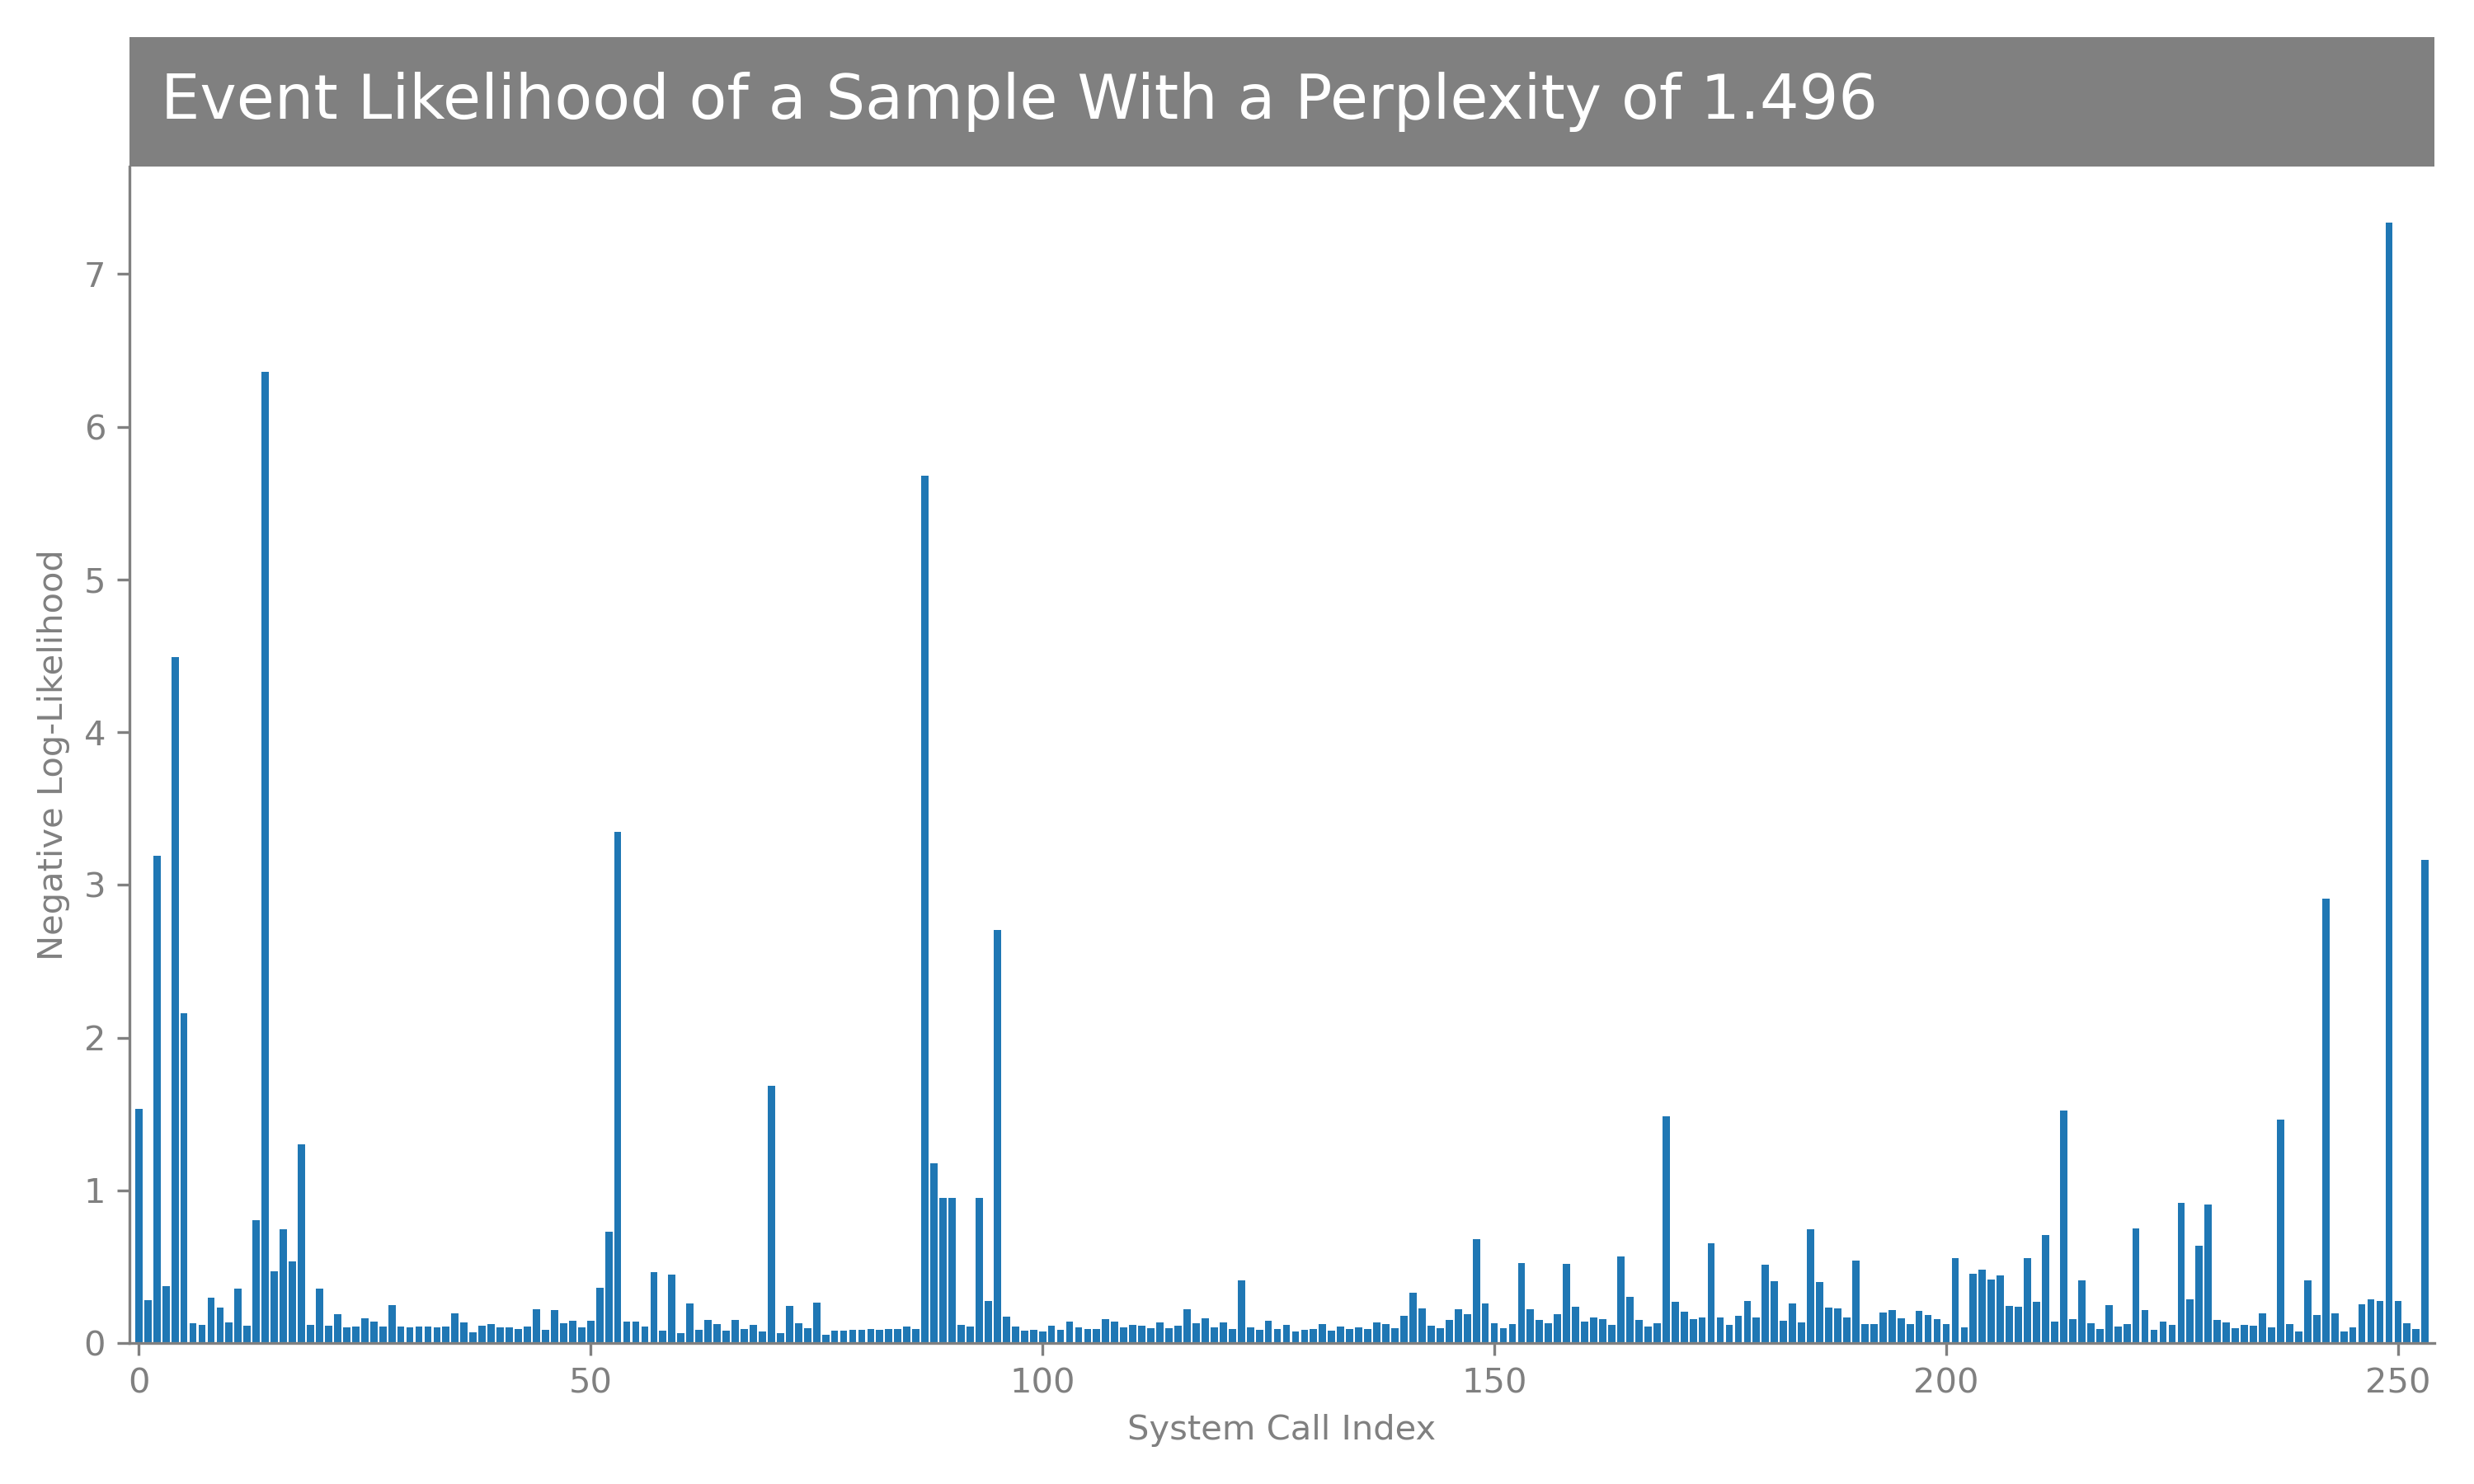 Event Likelihood of a Sample With a Perplexity of 1.496
7
6
5
4
3
2
1
0
Negative Log-Likelihood
0 50 100 150 200 250
System Call Index